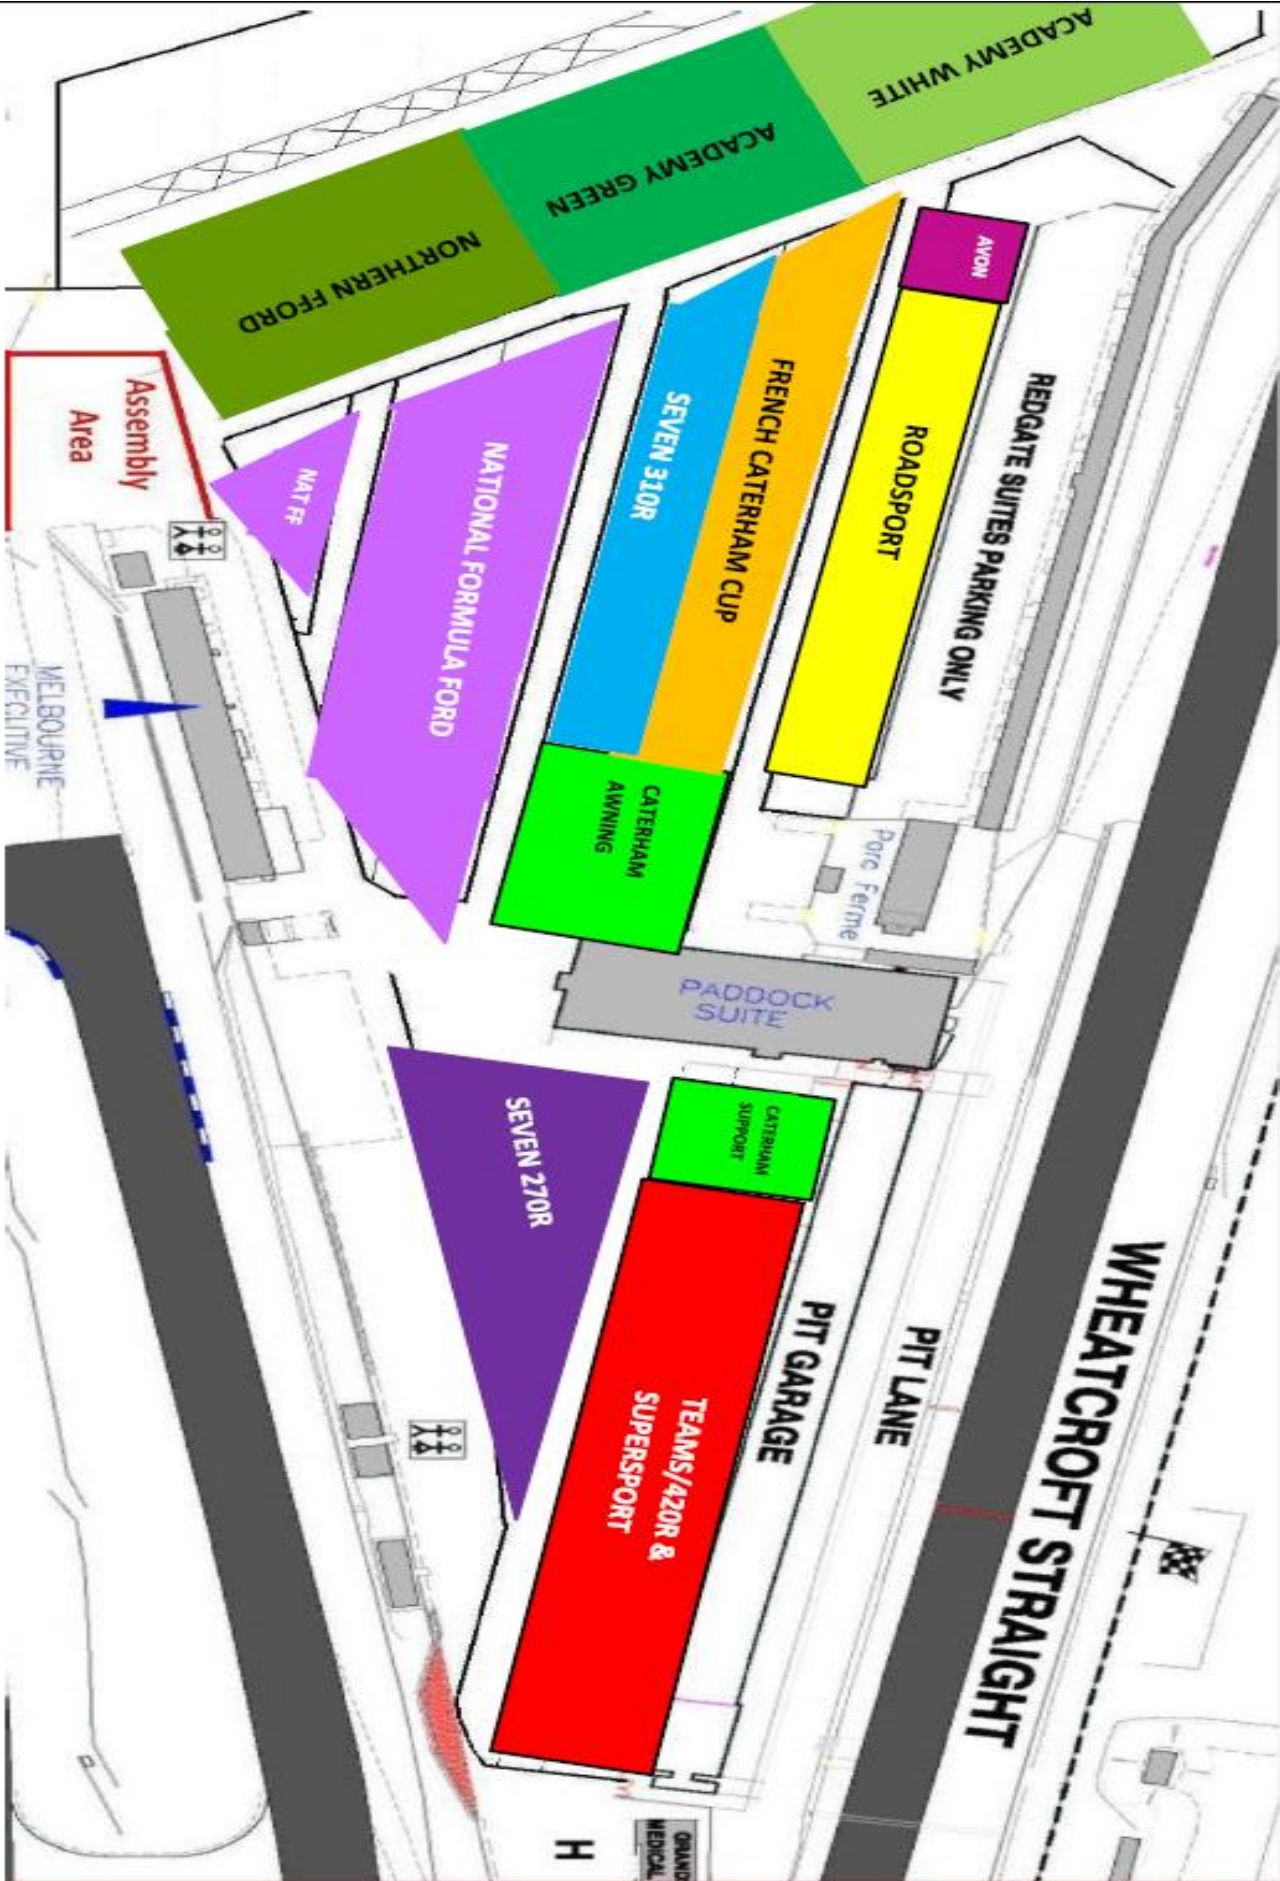 ACADEMY WHITE
ACADEMY GREEN
NORTHERN FFORD
AVON
REDGATE SUITES PARKING ONLY
ROADSPORT
FRENCH CATERHAM CUP
SEVEN 310R
NATIONAL FORMULA FORD
NAT FF
Assembly
Area
MELBOURNE
EXECUTIVE
CATERHAM
AWNING
Parc Ferme
PADDOCK
SUITE
CATERHAM
SUPPORT
SEVEN 270R
TEAMS/420R &
SUPERSPORT
PIT GARAGE
PIT LANE
WHEATCROFT STRAIGHT
H
MEDICAL